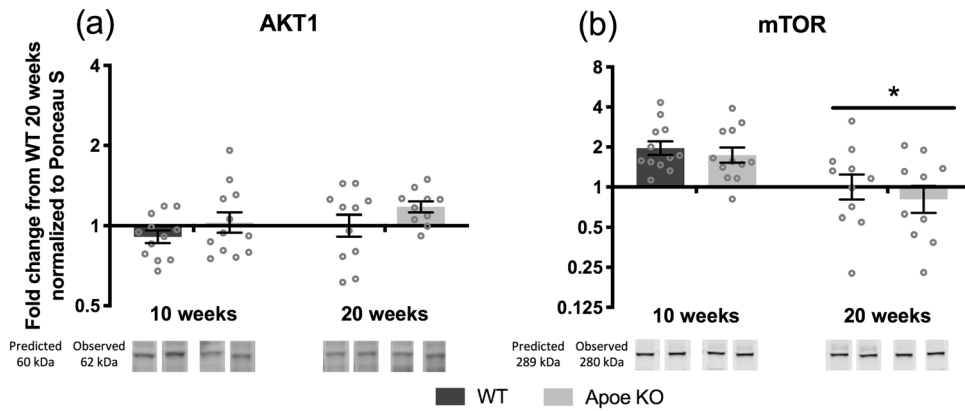 (a)
AKT1
(b)
mTOR
Fold change from WT 20 weeks
normalized to Ponceau S
4
2
1
0.5
8
4
2
1
0.5
0.25
0.125
*
10 weeks
20 weeks
10 weeks
20 weeks
Predicted
60 kDa
Observed
62 kDa
Predicted
289 kDa
Observed
280 kDa
WT
Apoe KO